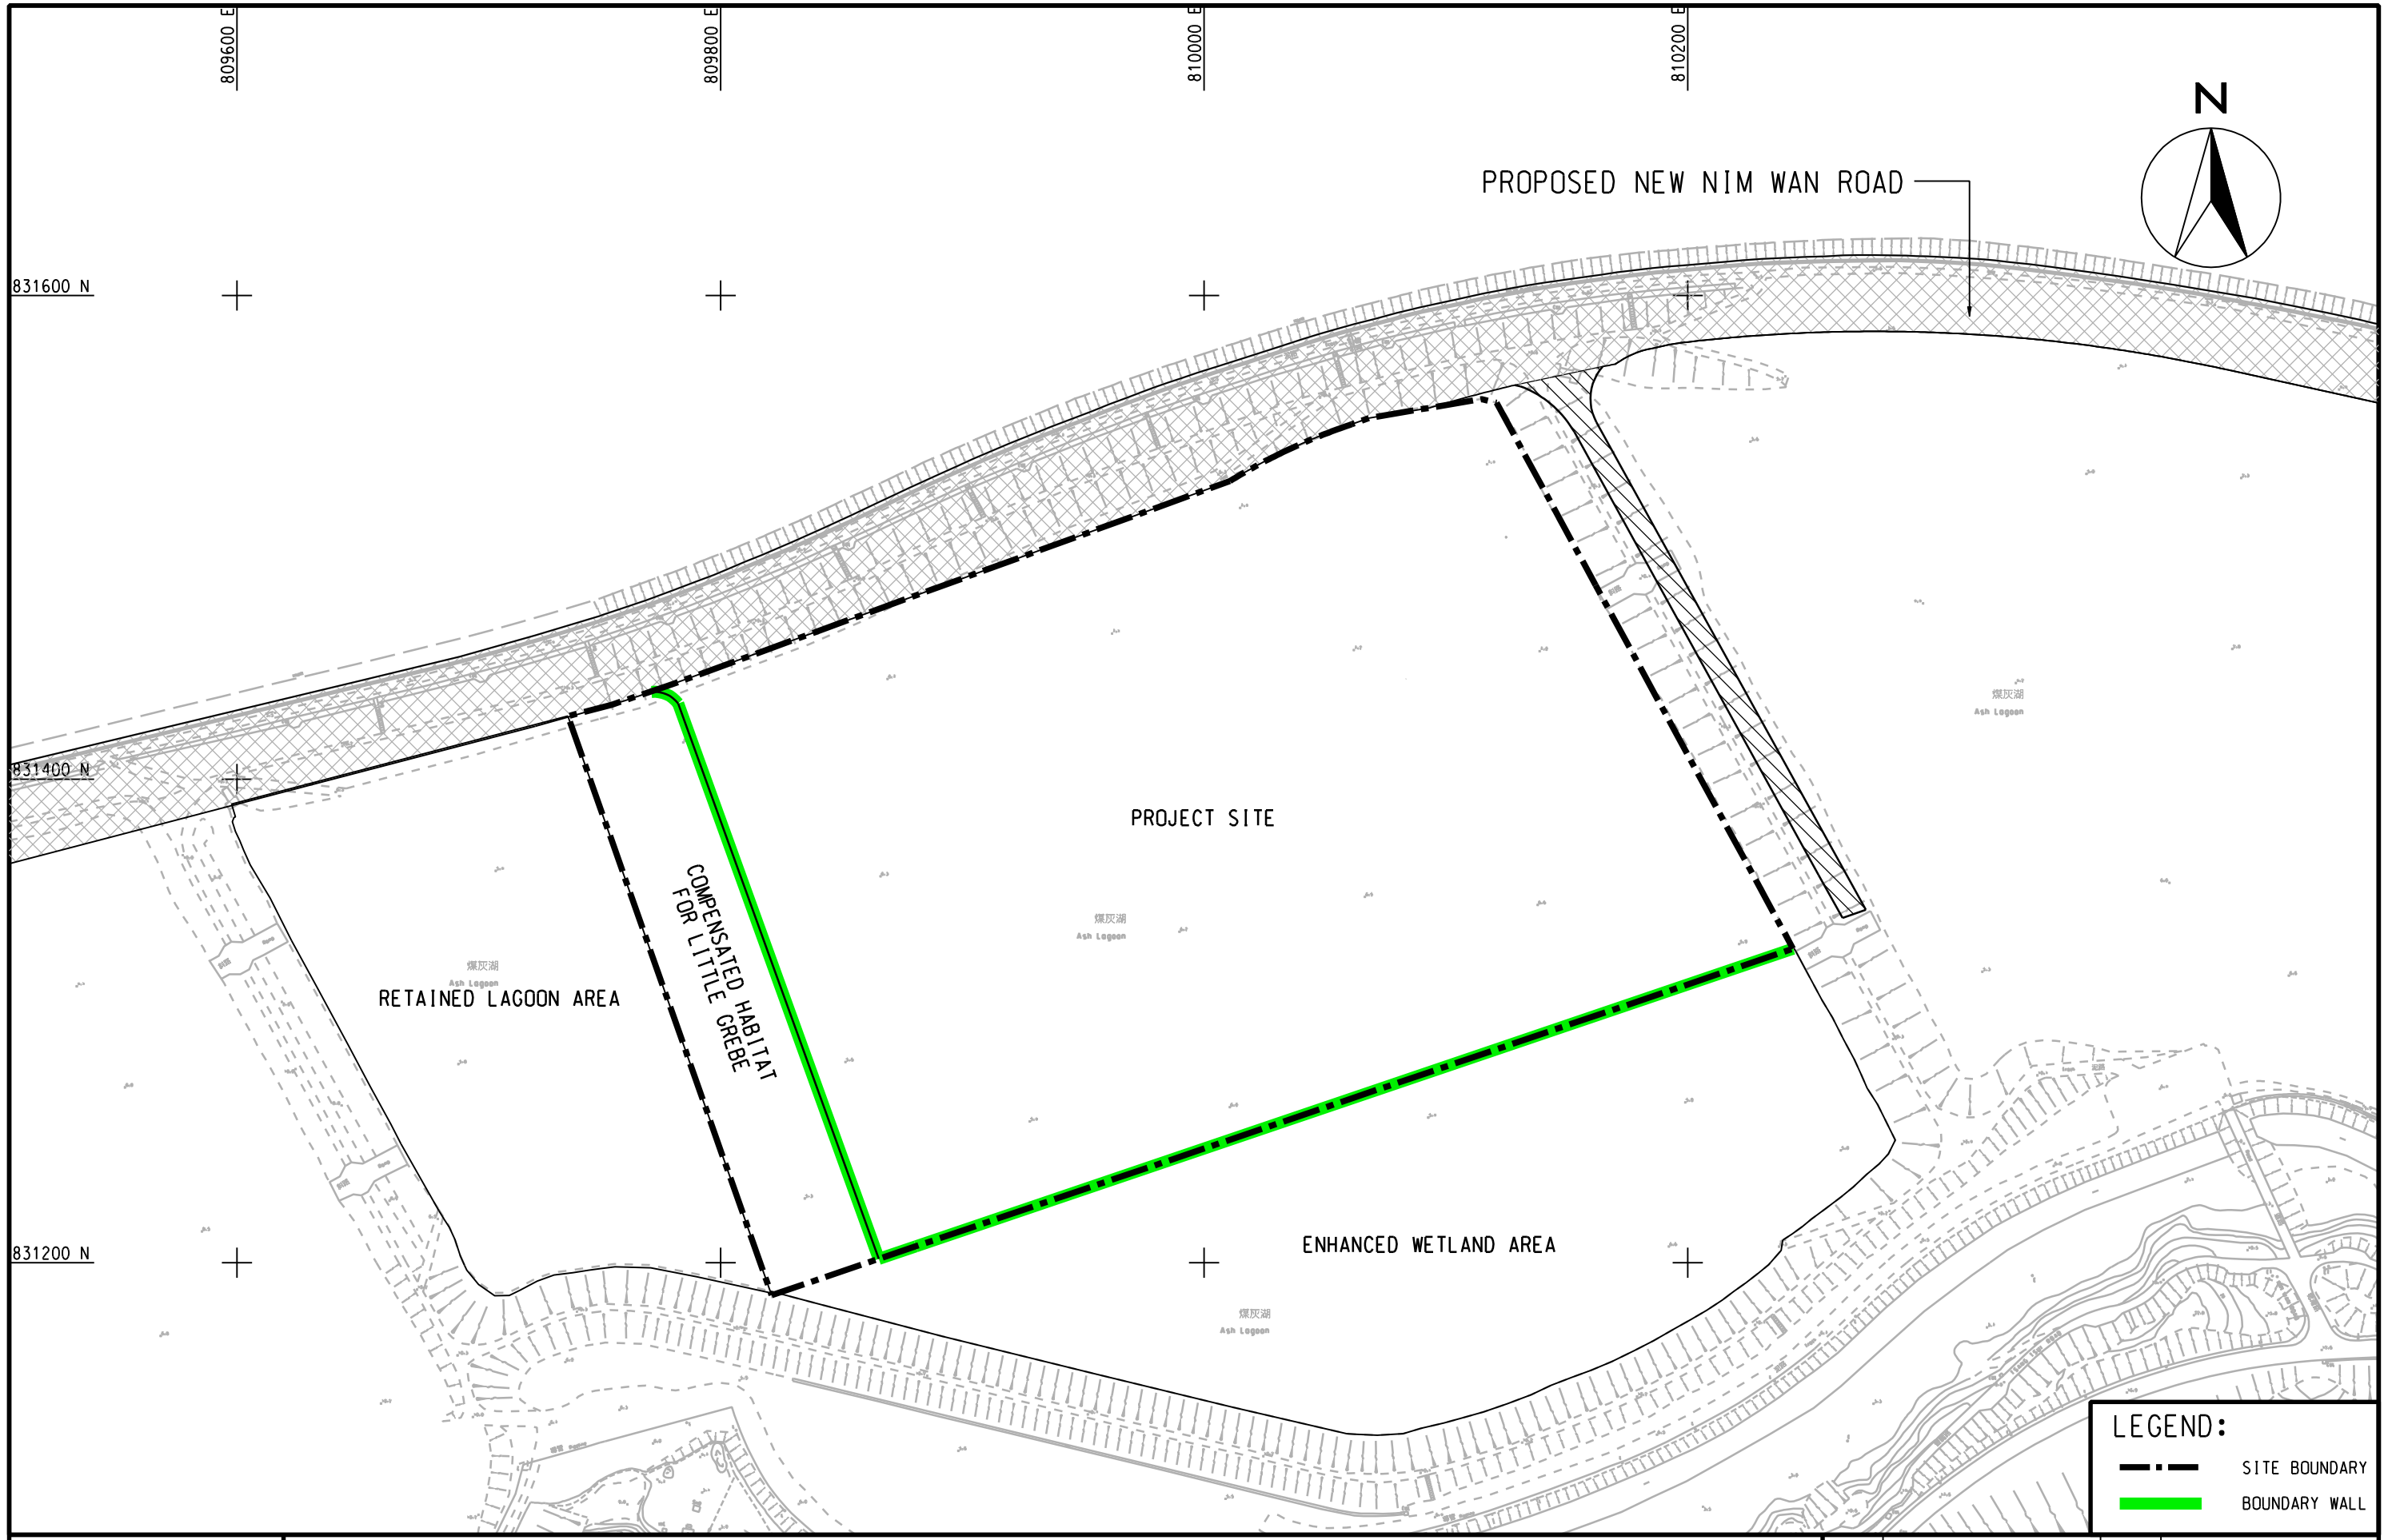 809600 E
809800 E
810000 E
810200 E
N
PROPOSED NEW NIM WAN ROAD
831600 N
831400 N
831200 N
PROJECT SITE
煤灰湖
Ash Lagoon
煤灰湖
Ash Lagoon
煤灰湖
Ash Lagoon
RETAINED LAGOON AREA
COMPENSATED HABITAT
FOR LITTLE GREBE
ENHANCED WETLAND AREA
煤灰湖
Ash Lagoon
LEGEND:
SITE BOUNDARY
BOUNDARY WALL